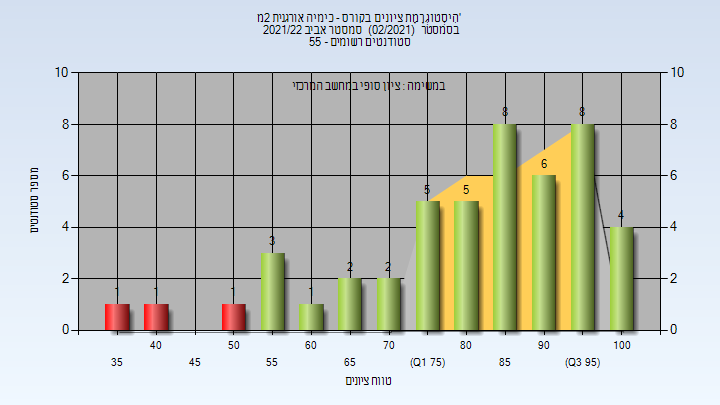 היסטוגרמת ציונים בקורס - כימיה אורגנית 2מ'
בסמסטר (02/2021) סמסטר אביב 2021/22
סטודנטים רשומים - 55
במשימה : ציון סופי במחשב המרכזי
מספר סטודנטים
10 10
8 8
6 6
4 4
2 2
0 0
1 1 1 3 1 2 2 5 5 8 6 8 4
40 50 60 70 80 90 100
35 45 55 65 (Q1 75) 85 (Q3 95)
טווח ציונים